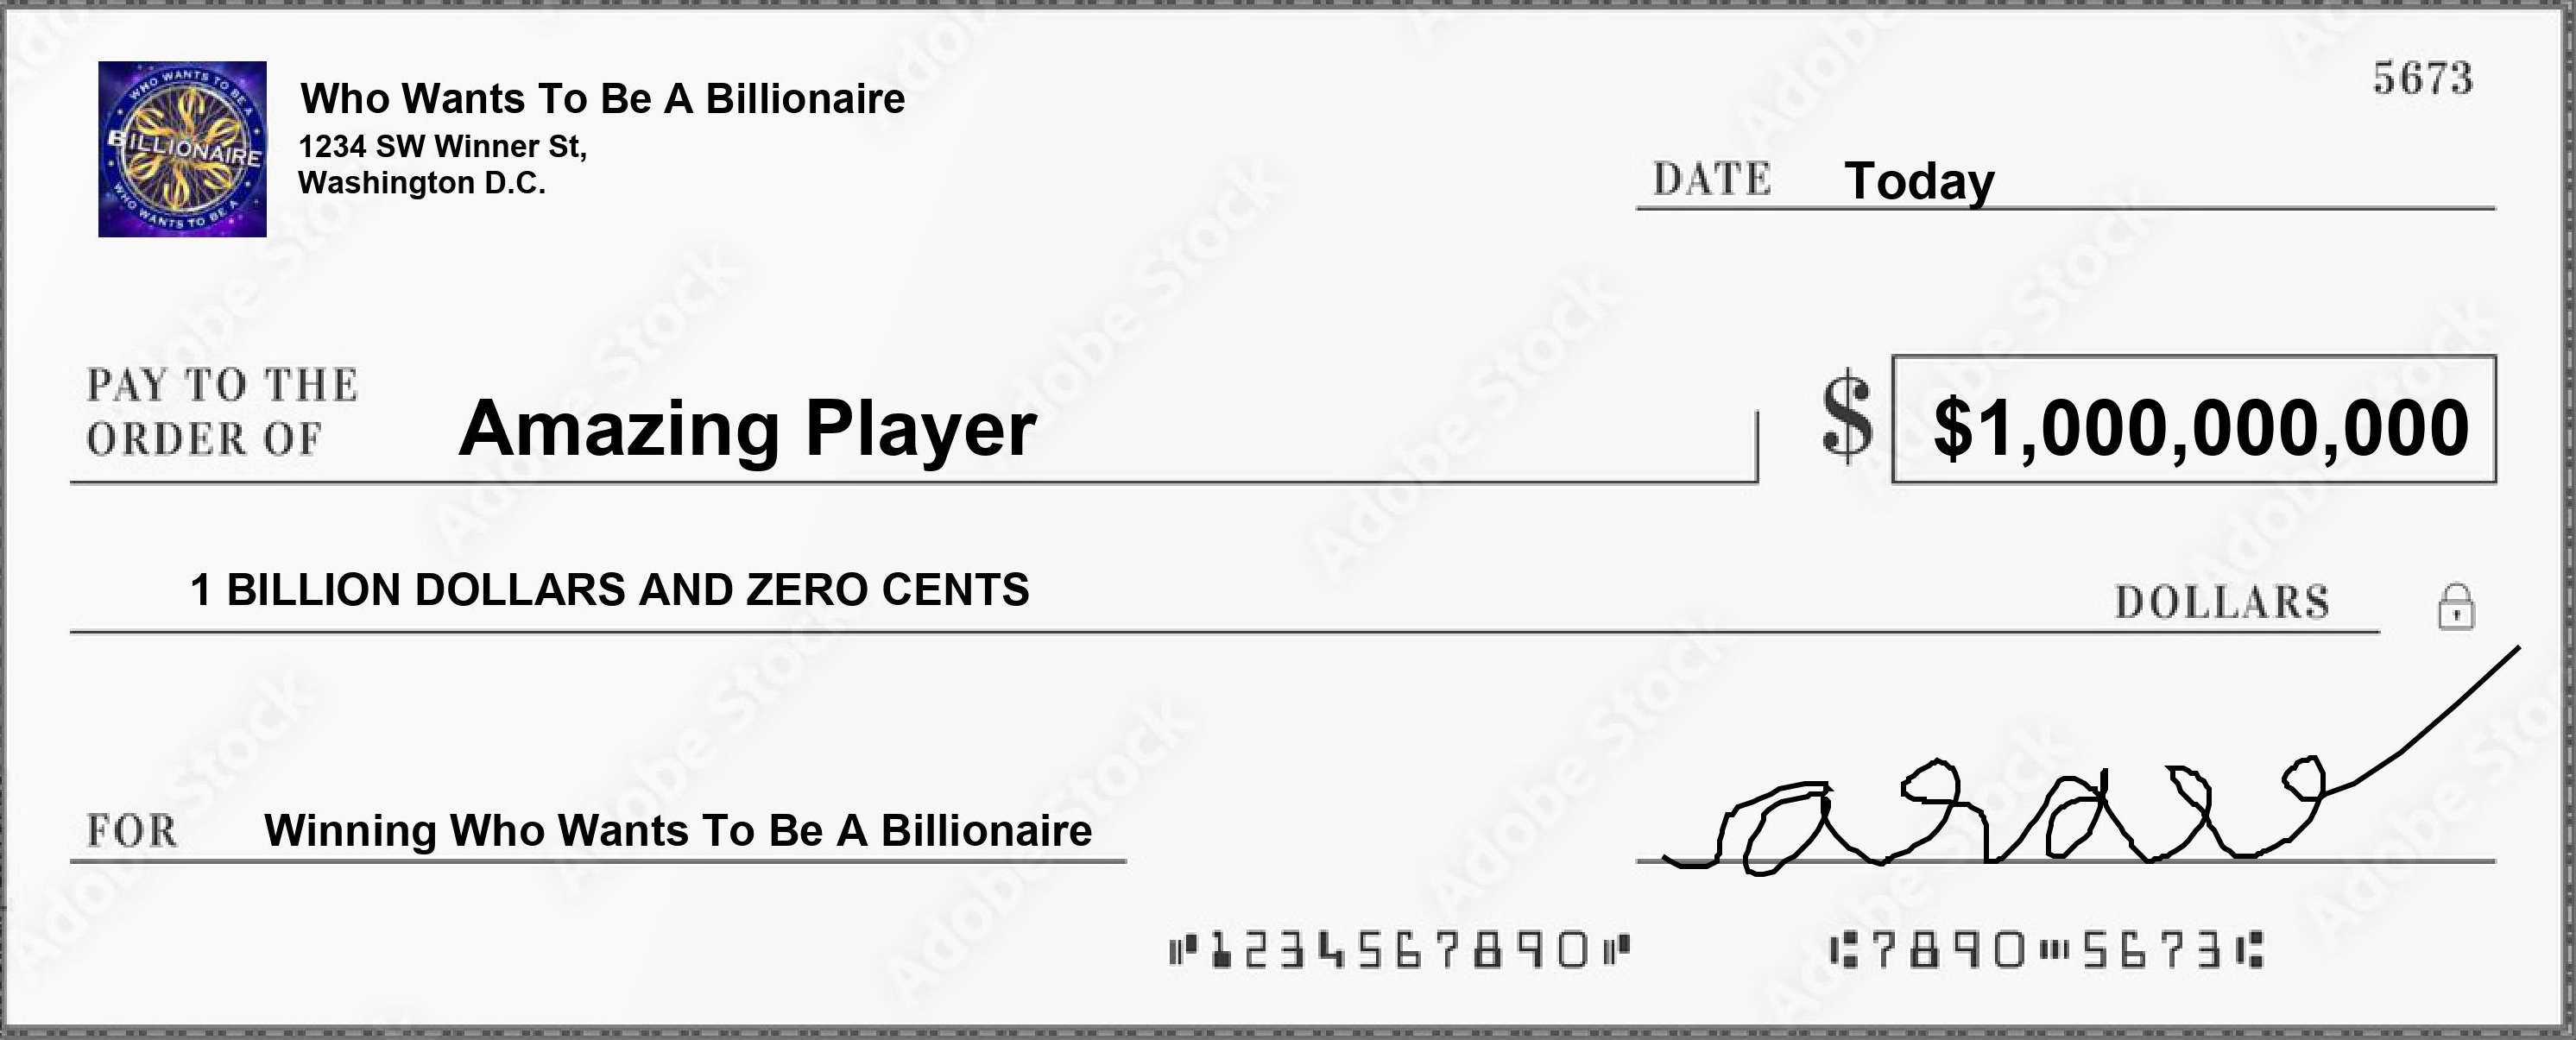 WHO WANTS TO BE A
BILLIONAIRE
WHO WANTS TO BE A
Who Wants To Be A Billionaire
1234 SW Winner St,
Washington D.C.
5673
DATE Today
PAY TO THE
ORDER OF Amazing Player
$ $1,000,000,000
1 BILLION DOLLARS AND ZERO CENTS DOLLARS
FOR Winning Who Wants To Be A Billionaire
⑈1234567890⑈ ⑆7890⑉5673⑆
Adobe Stock